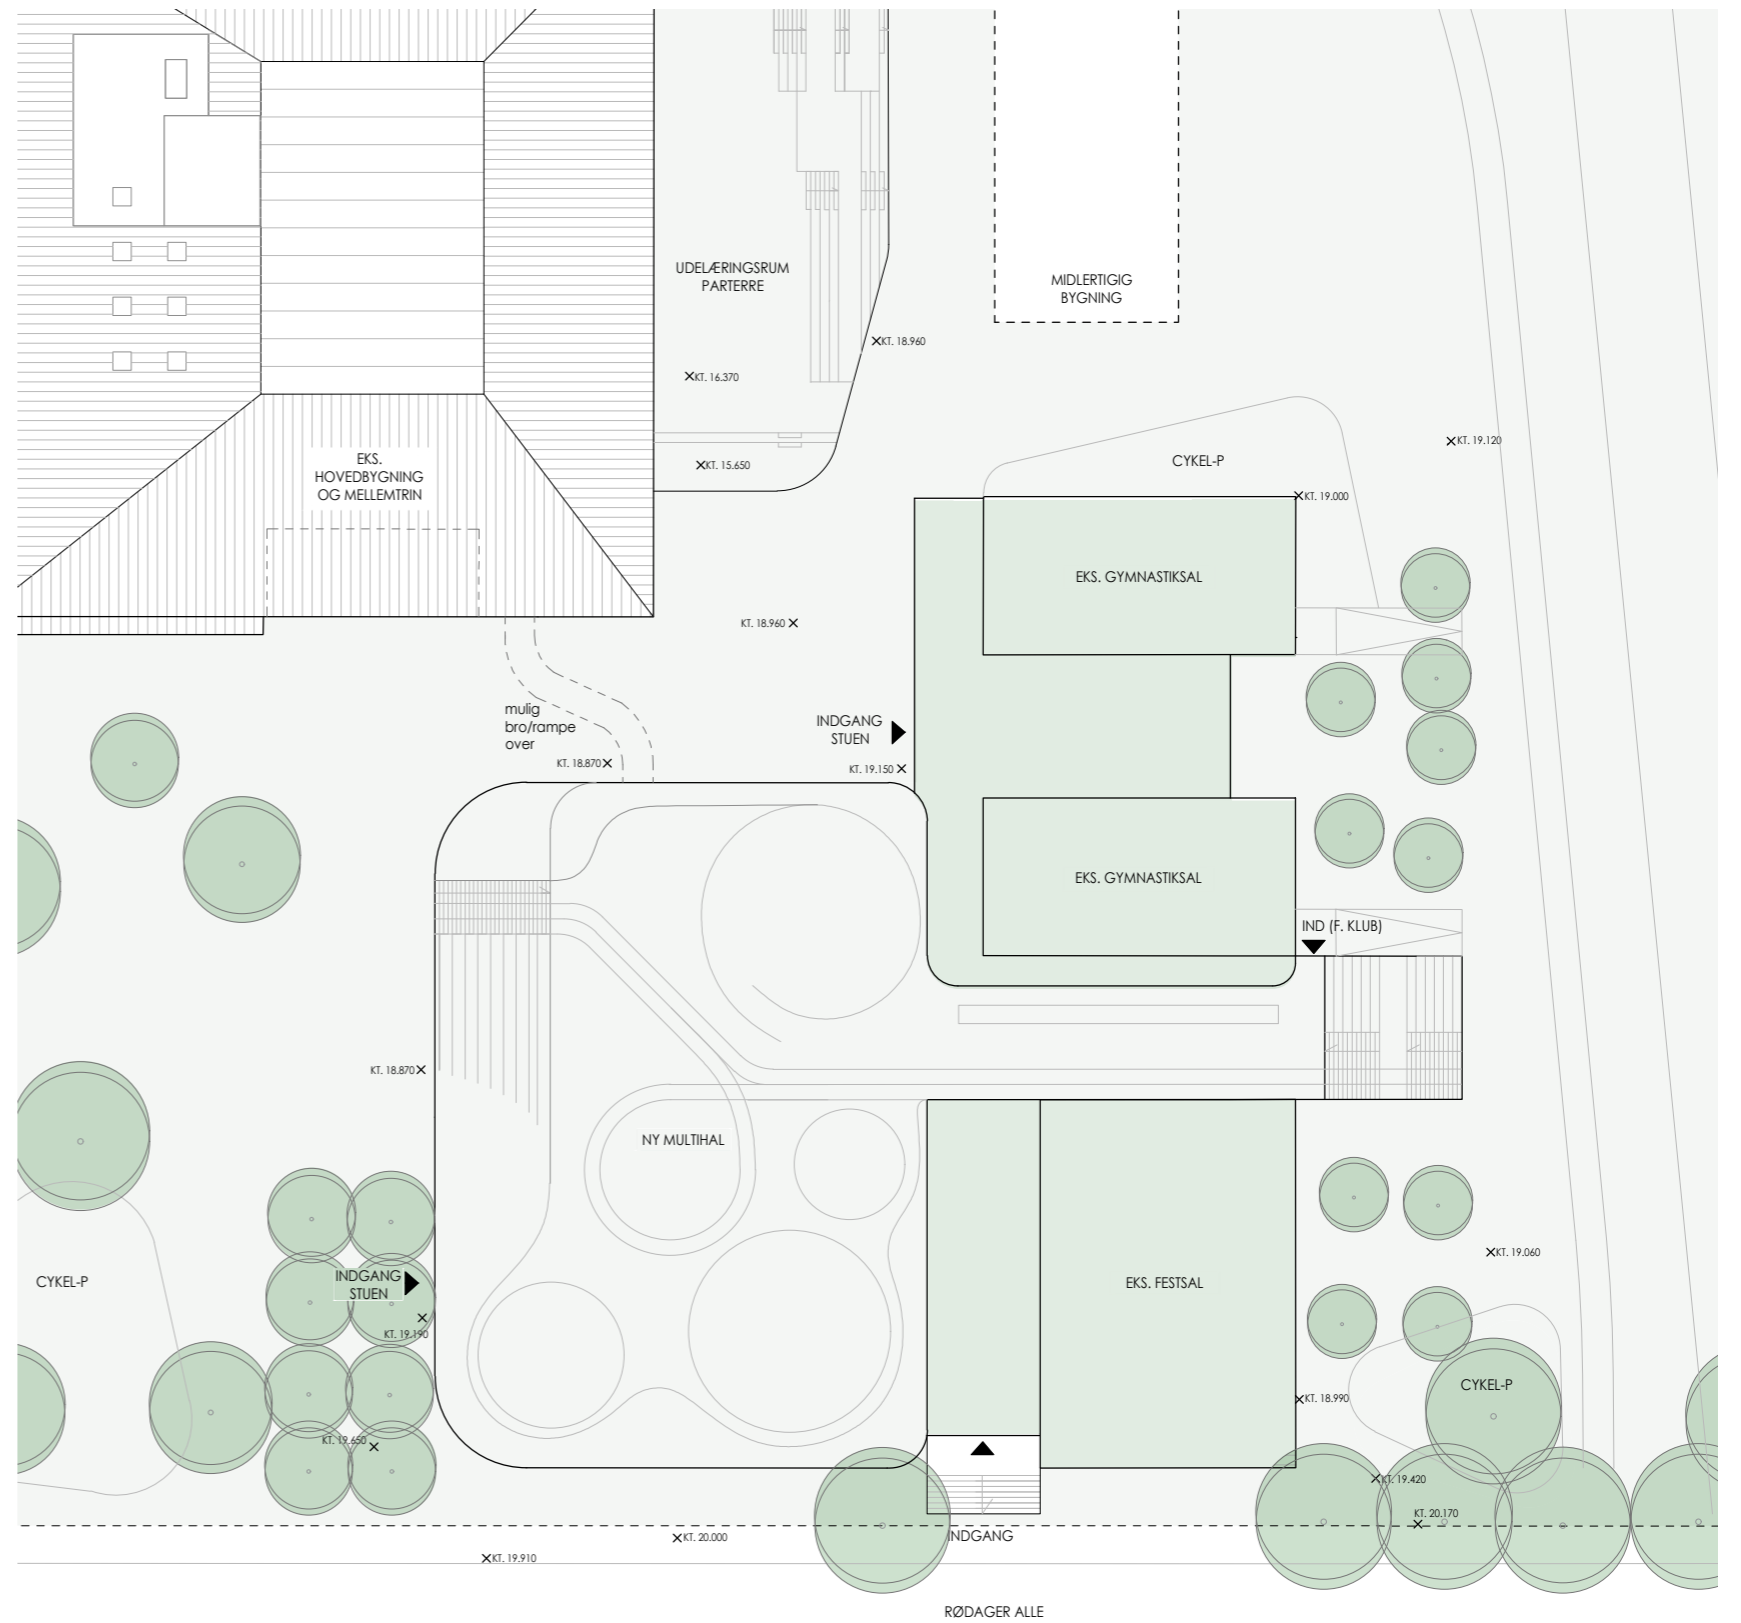 UDELÆRINGSRUM
PARTERRE
MIDLERTIGIG
BYGNING
KT. 18.960
KT. 16.370
KT. 15.650
EKS.
HOVEDBYGNING
OG MELLEMTRIN
CYKEL-P
KT. 19.120
KT. 19.000
EKS. GYMNASTIKSAL
KT. 18.960
mulig
bro/rampe
over
INDGANG
STUEN
KT. 18.870
KT. 19.150
EKS. GYMNASTIKSAL
IND (F. KLUB)
KT. 18.870
NY MULTIHAL
KT. 19.060
CYKEL-P
INDGANG
STUEN
EKS. FESTSAL
KT. 19.190
CYKEL-P
KT. 18.990
KT. 19.650
KT. 19.420
KT. 20.170
KT. 20.000
INDGANG
KT. 19.910
RØDAGER ALLE